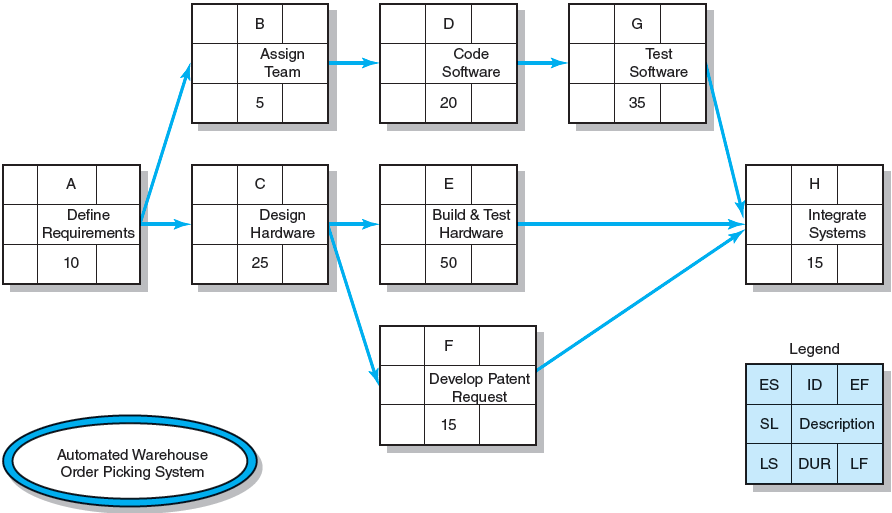 B
Assign
Team
5
D
Code
Software
20
G
Test
Software
35
A
Define
Requirements
10
C
Design
Hardware
25
E
Build & Test
Hardware
50
H
Integrate
Systems
15
F
Develop Patent
Request
15
Legend
ES ID EF
SL Description
LS DUR LF
Automated Warehouse
Order Picking System